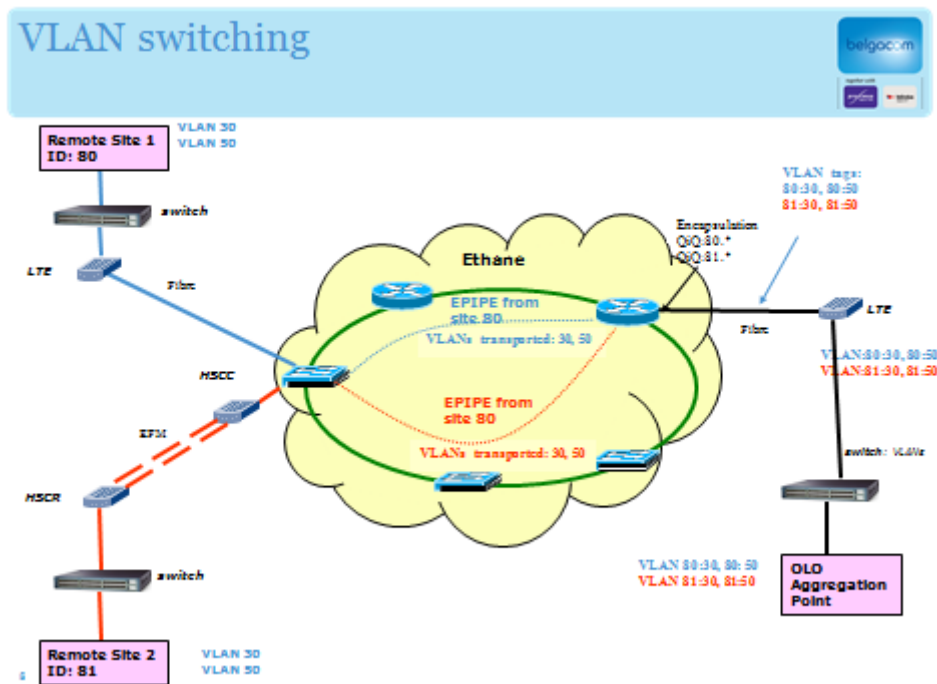 VLAN switching
belgacom
together with
Remote Site 1
ID: 80
VLAN 30
VLAN 50
switch
LTE
Fibre
VLAN tags:
80:30, 80:50
81:30, 81:50
Encapsulation
QiQ:80.*
QiQ:81.*
Ethane
EPIPE from
site 80
VLANs transported: 30, 50
LTE
Fibre
VLAN:80:30, 80:50
VLAN:81:30, 81:50
HSCC
EFM
EPIPE from
site 80
VLANs transported: 30, 50
switch: VLANs
HSCR
switch
VLAN 80:30, 80: 50
VLAN 81:30, 81:50
OLO
Aggregation
Point
Remote Site 2
ID: 81
VLAN 30
VLAN 50